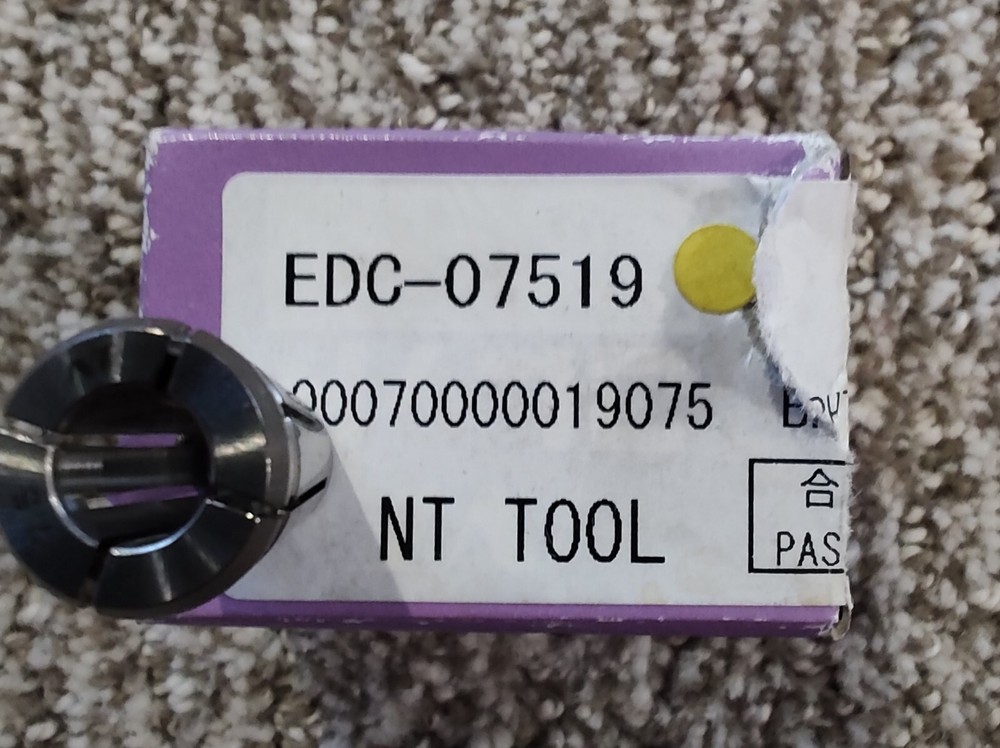 EDC-07519
00070000019075
NT TOOL
合
PAS